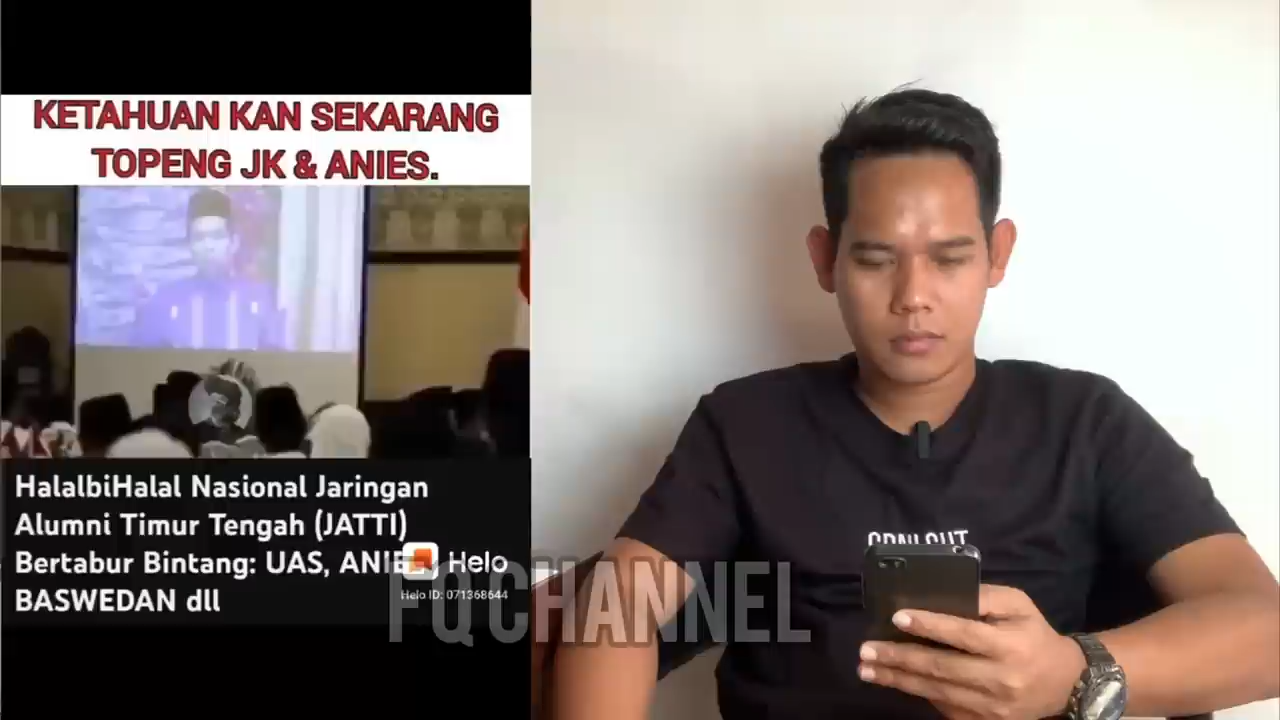 KETAHUAN KAN SEKARANG
TOPENG JK & ANIES.
HalalbiHalal Nasional Jaringan
Alumni Timur Tengah (JATTI)
Bertabur Bintang: UAS, ANIE
BASWEDAN dll
Helo
Helo ID: 071368644
FQ CHANNEL